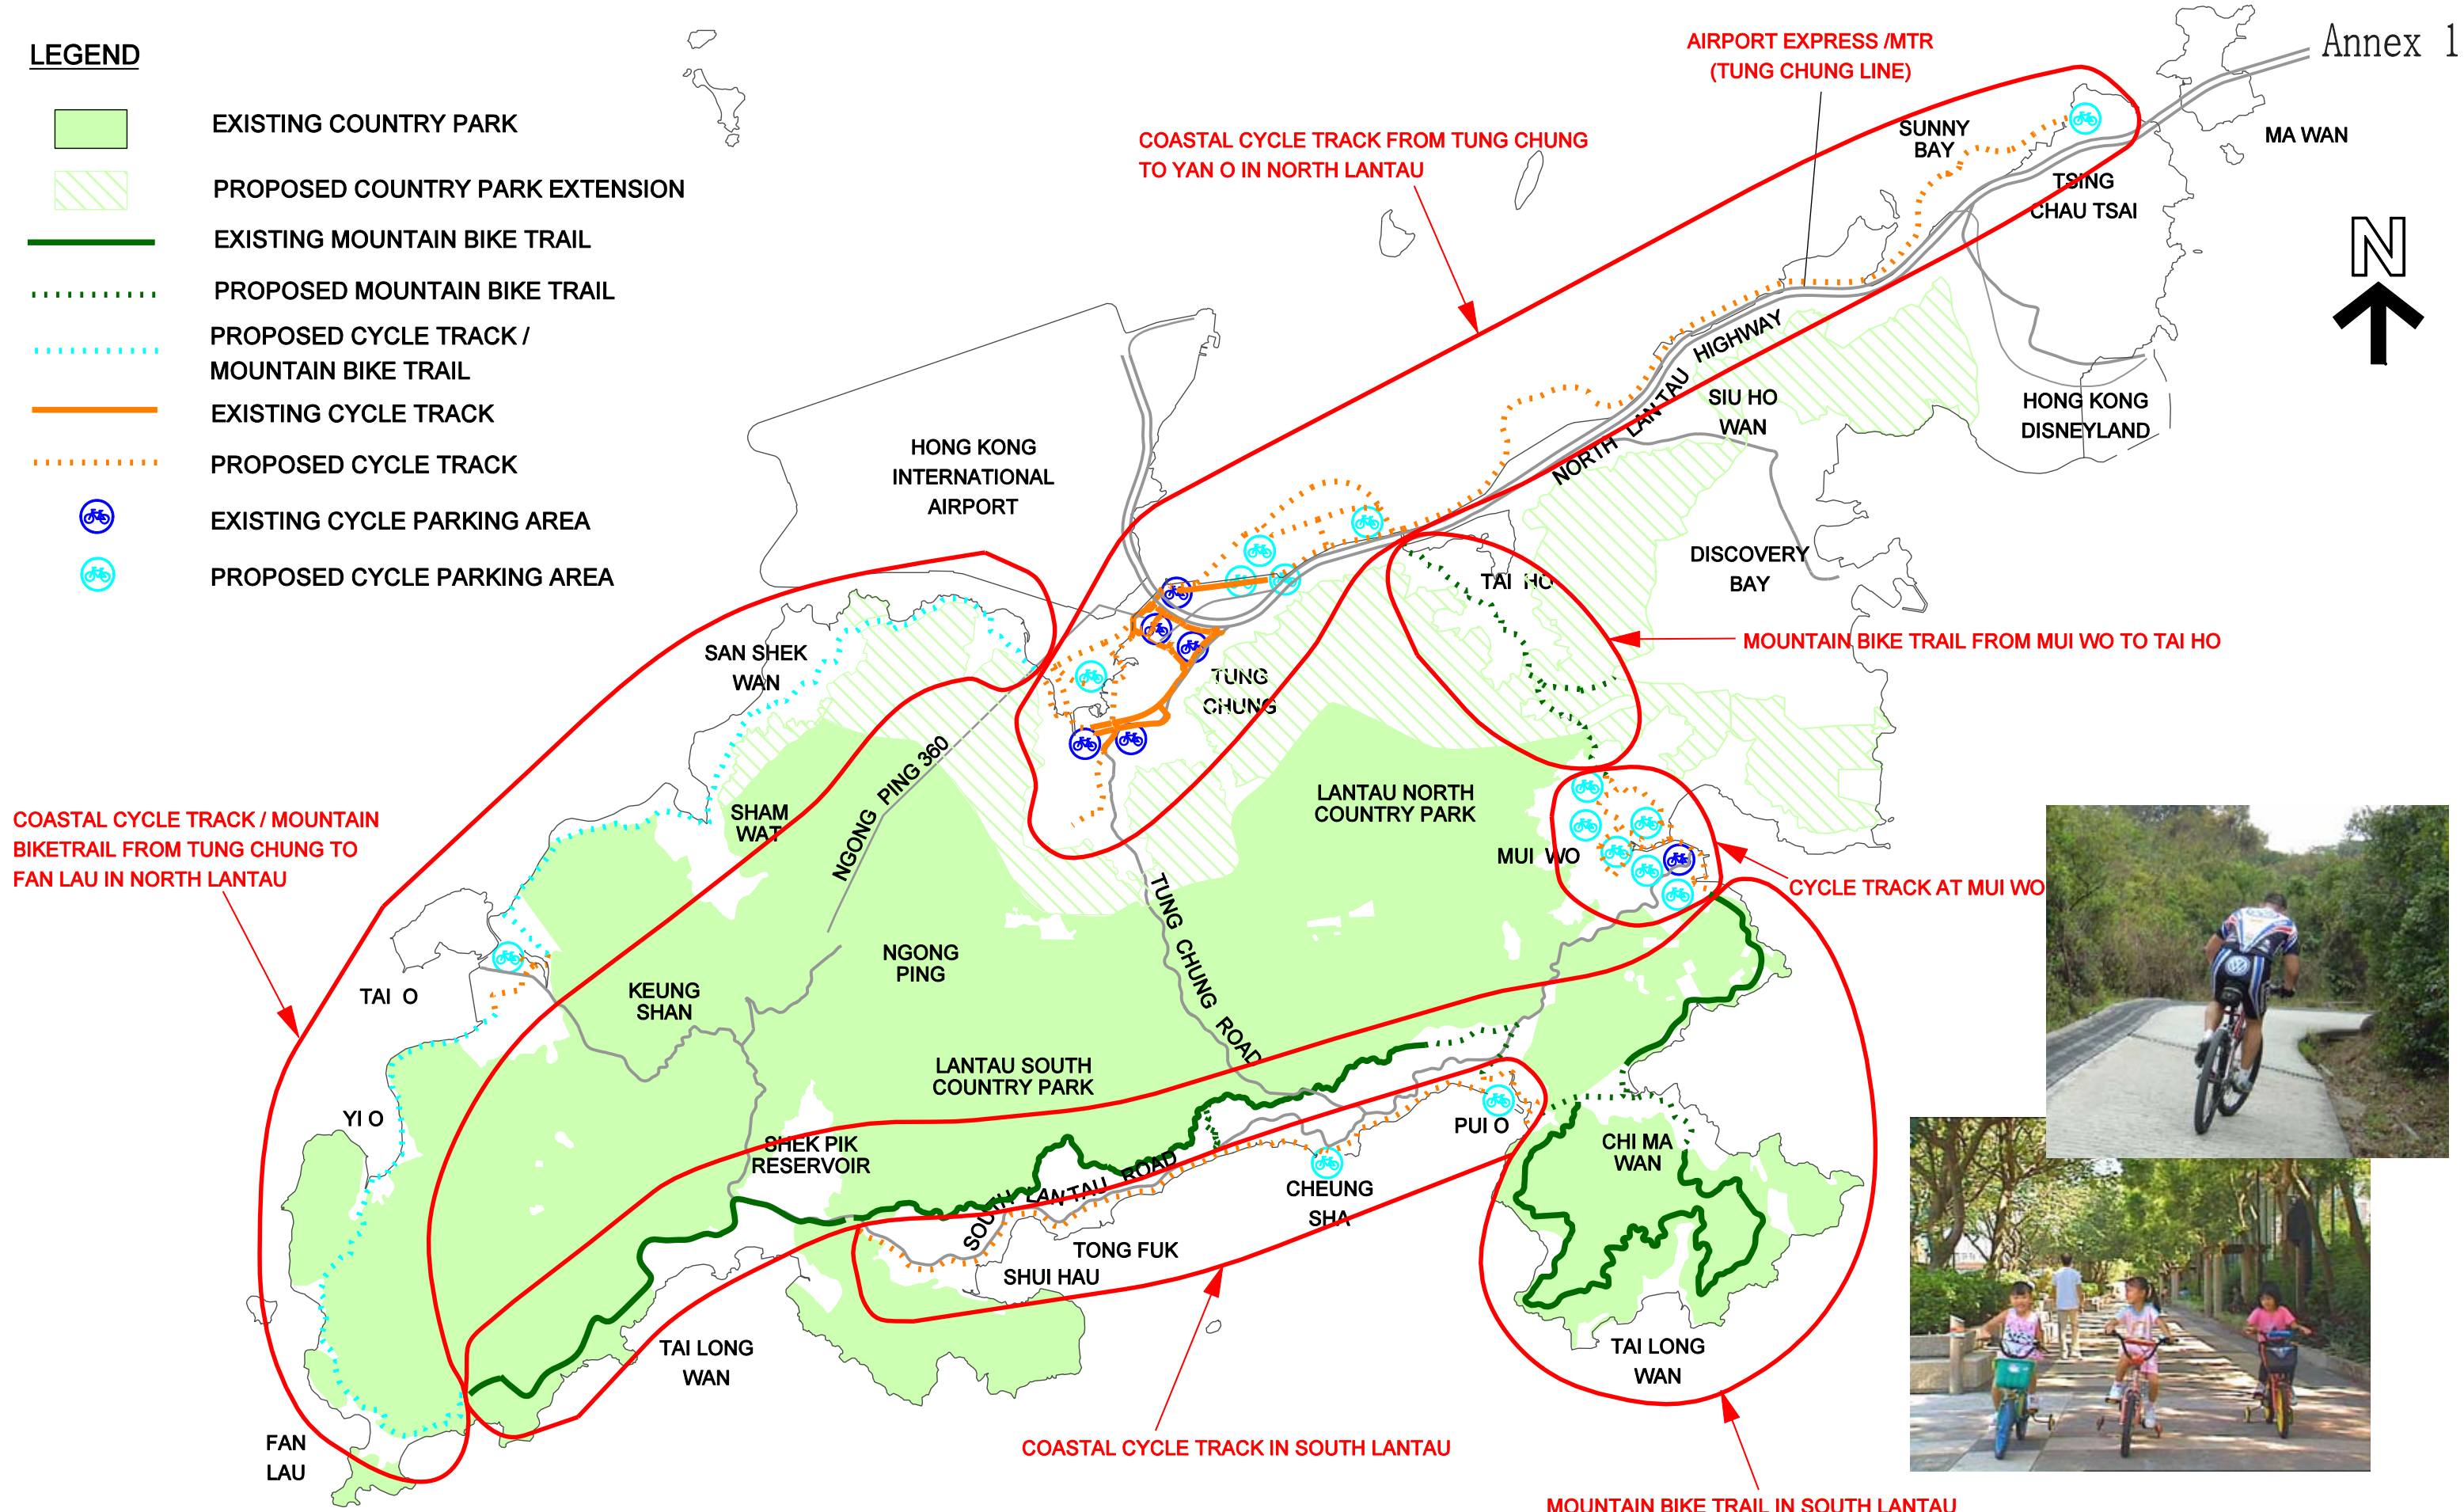 Annex 1
LEGEND
EXISTING COUNTRY PARK
PROPOSED COUNTRY PARK EXTENSION
EXISTING MOUNTAIN BIKE TRAIL
PROPOSED MOUNTAIN BIKE TRAIL
PROPOSED CYCLE TRACK /
MOUNTAIN BIKE TRAIL
EXISTING CYCLE TRACK
PROPOSED CYCLE TRACK
EXISTING CYCLE PARKING AREA
PROPOSED CYCLE PARKING AREA
AIRPORT EXPRESS /MTR
(TUNG CHUNG LINE)
COASTAL CYCLE TRACK FROM TUNG CHUNG
TO YAN O IN NORTH LANTAU
SUNNY
BAY
MA WAN
TSING
CHAU TSAI
N
NORTH LANTAU HIGHWAY
SIU HO
WAN
HONG KONG
DISNEYLAND
HONG KONG
INTERNATIONAL
AIRPORT
DISCOVERY
BAY
TAI HO
MOUNTAIN BIKE TRAIL FROM MUI WO TO TAI HO
SAN SHEK
WAN
TUNG
CHUNG
NGONG PING 360
SHAM
WAT
LANTAU NORTH
COUNTRY PARK
MUI WO
CYCLE TRACK AT MUI WO
COASTAL CYCLE TRACK / MOUNTAIN
BIKETRAIL FROM TUNG CHUNG TO
FAN LAU IN NORTH LANTAU
TUNG CHUNG ROAD
NGONG
PING
TAI O
KEUNG
SHAN
LANTAU SOUTH
COUNTRY PARK
YI O
SHEK PIK
RESERVOIR
PUI O
CHI MA
WAN
SOUTH LANTAU ROAD
CHEUNG
SHA
TONG FUK
SHUI HAU
TAI LONG
WAN
TAI LONG
WAN
FAN
LAU
COASTAL CYCLE TRACK IN SOUTH LANTAU
MOUNTAIN BIKE TRAIL IN SOUTH LANTAU